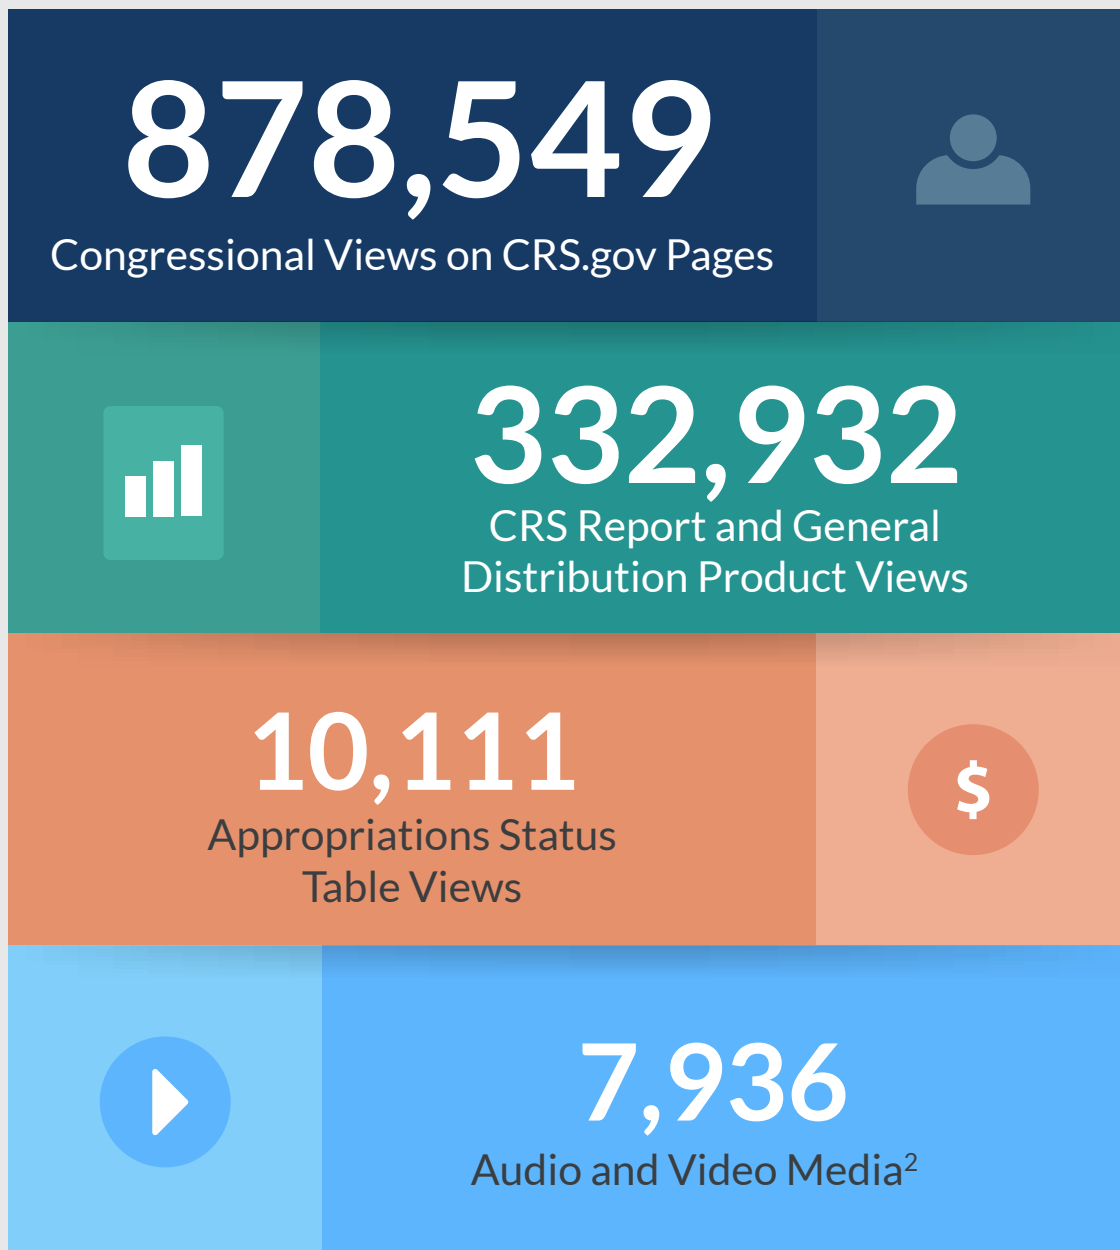 878,549
Congressional Views on CRS.gov Pages
332,932
CRS Report and General
Distribution Product Views
10,111
Appropriations Status
Table Views
$
7,936
Audio and Video Media²